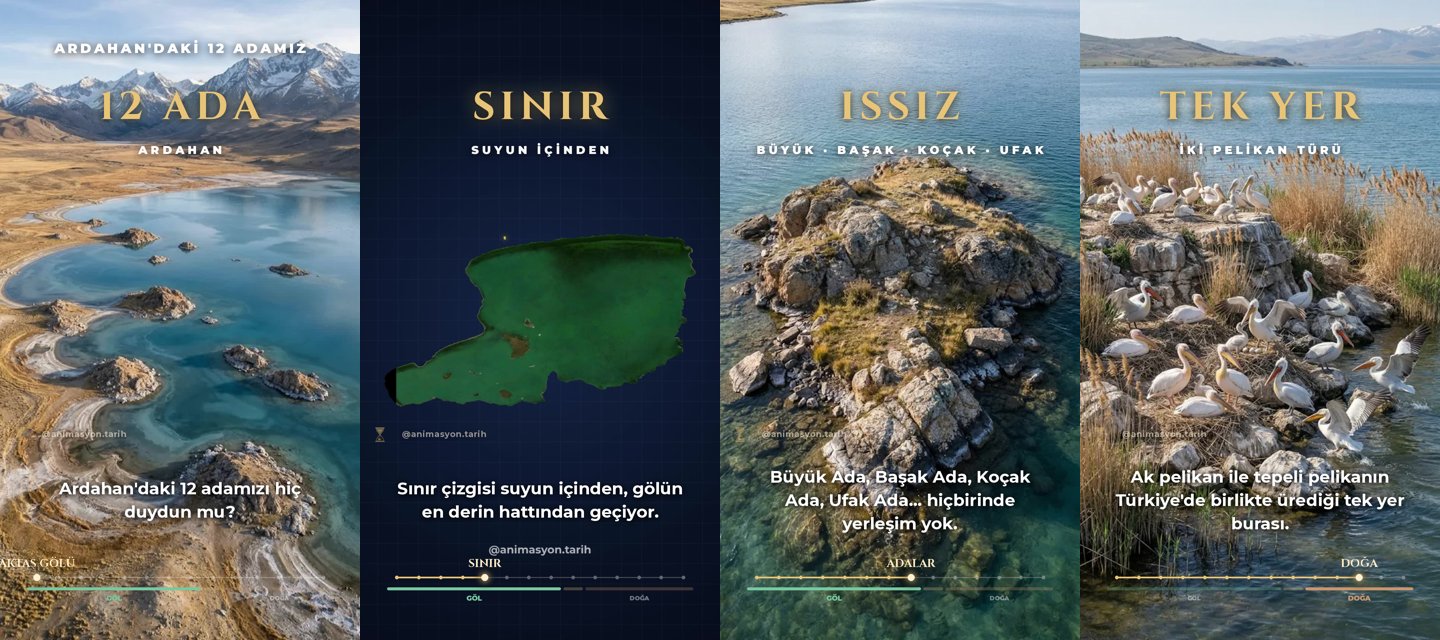 ARDAHAN'DAKİ 12 ADAMIZ
12 ADA
ARDAHAN
@animasyon.tarih
Ardahan'daki 12 adamızı hiç
duydun mu?
AKTAŞ GÖLÜ
GÖL
DOĞA
SINIR
SUYUN İÇİNDEN
@animasyon.tarih
Sınır çizgisi suyun içinden, gölün
en derin hattından geçiyor.
@animasyon.tarih
SINIR
GÖL
DOĞA
ISSIZ
BÜYÜK · BAŞAK · KOÇAK · UFAK
@animasyon.tarih
Büyük Ada, Başak Ada, Koçak
Ada, Ufak Ada... hiçbirinde
yerleşim yok.
ADALAR
GÖL
DOĞA
TEK YER
İKİ PELİKAN TÜRÜ
@animasyon.tarih
Ak pelikan ile tepeli pelikanın
Türkiye'de birlikte ürediği tek yer
burası.
DOĞA
GÖL
DOĞA